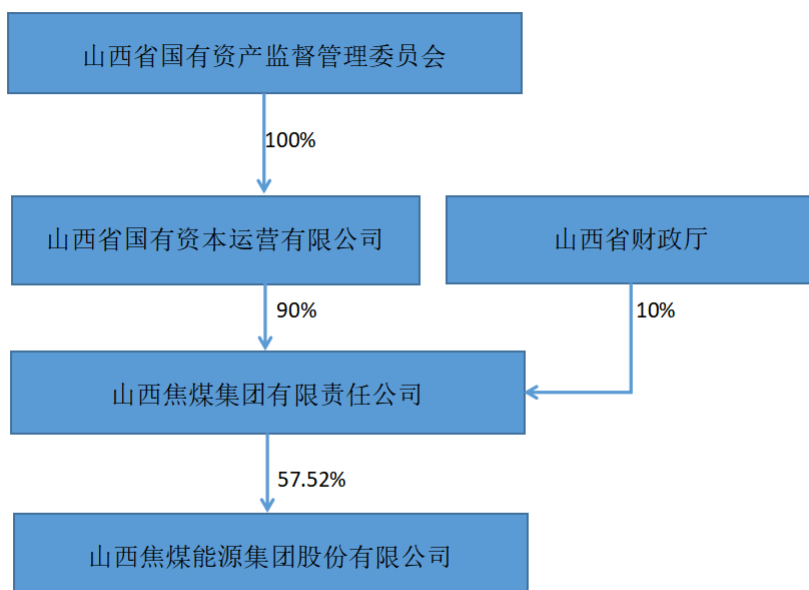 山西省国有资产监督管理委员会
100%
山西省国有资本运营有限公司
山西省财政厅
90%
10%
山西焦煤集团有限责任公司
57.52%
山西焦煤能源集团股份有限公司